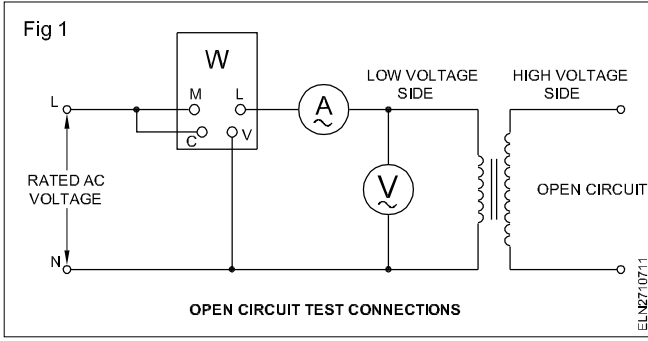 Fig 1
W
M
L
C
V
L
A
LOW VOLTAGE
SIDE
HIGH VOLTAGE
SIDE
RATED AC
VOLTAGE
V
OPEN CIRCUIT
N
OPEN CIRCUIT TEST CONNECTIONS
ELN2710711